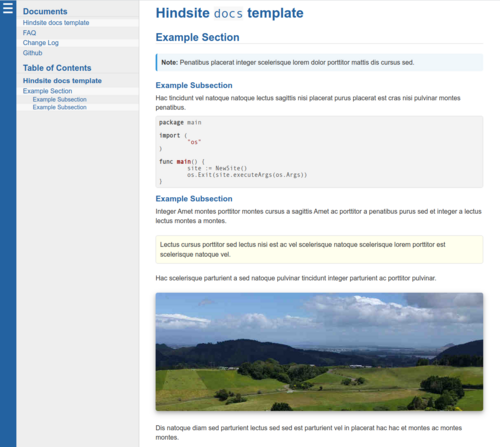 Documents
Hindsite docs template
FAQ
Change Log
Github
Table of Contents
Hindsite docs template
Example Section
Example Subsection
Example Subsection
Hindsite docs template
Example Section
Note: Penatibus placerat integer scelerisque lorem dolor porttitor mattis dis cursus sed.
Example Subsection
Hac tincidunt vel natoque natoque lectus sagittis nisi placerat purus placerat est cras nisi pulvinar montes
penatibus.
package main
import (
"os"
)
func main() {
site := NewSite()
os.Exit(site.executeArgs(os.Args))
}
Example Subsection
Integer Amet montes porttitor montes cursus a sagittis Amet ac porttitor a penatibus purus sed et integer a lectus
lectus montes a montes.
Lectus cursus porttitor sed lectus nisi est ac vel scelerisque natoque scelerisque lorem porttitor est
scelerisque natoque vel.
Hac scelerisque parturient a sed natoque pulvinar tincidunt integer parturient ac porttitor pulvinar.
Dis natoque diam sed parturient lectus sed sed est parturient vel in placerat hac hac et montes ac montes
montes.